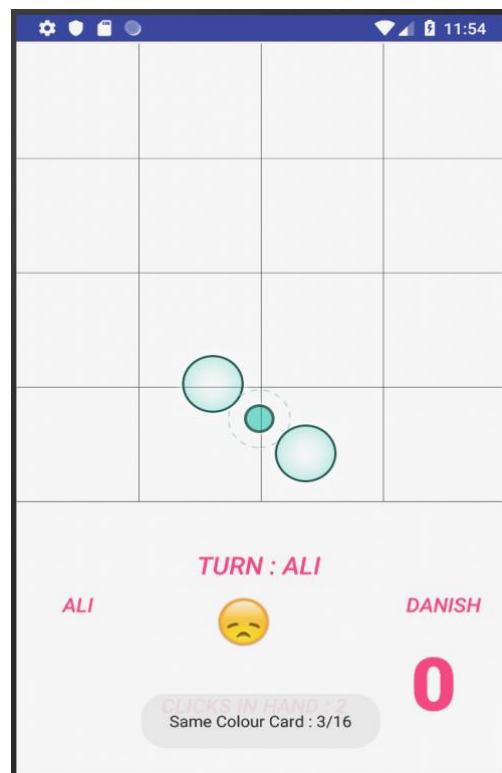 11:54
TURN : ALI
ALI
DANISH
0
CLICKS IN HAND : 2
Same Colour Card : 3/16